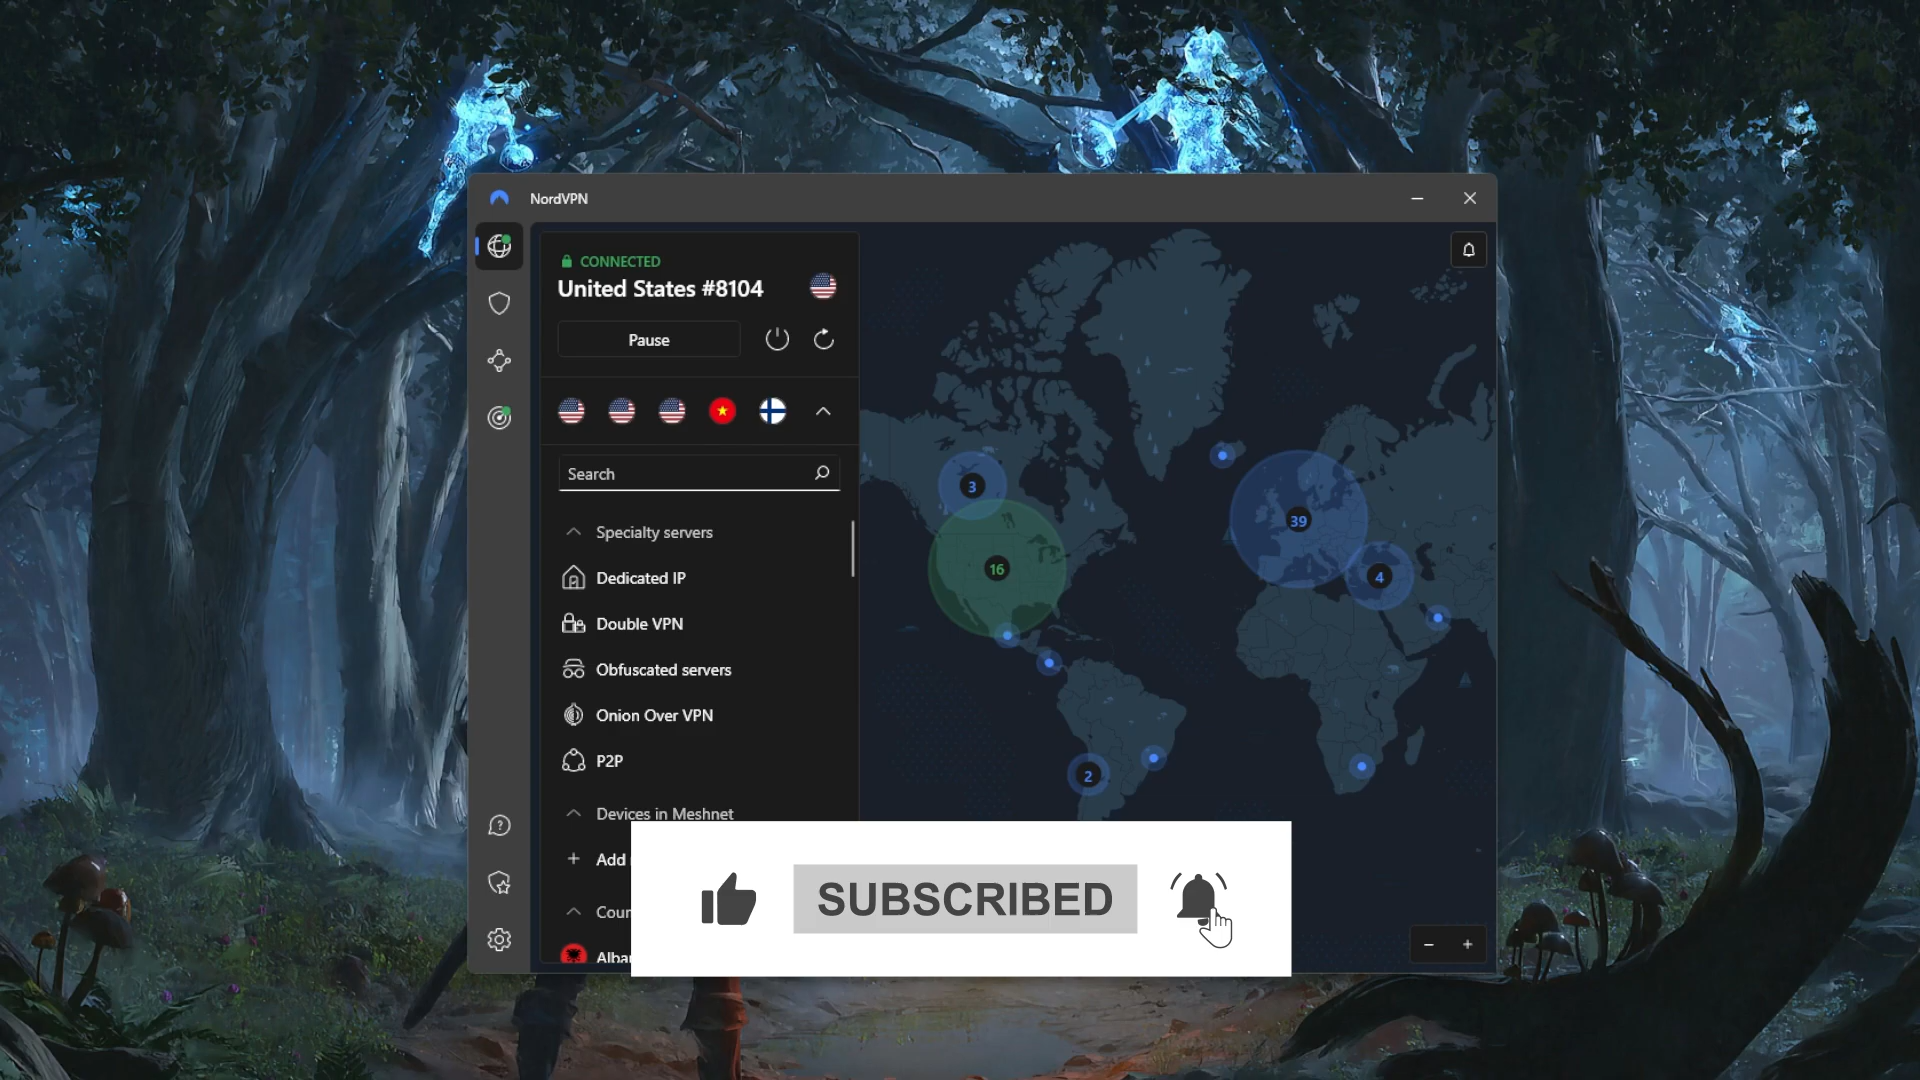 NordVPN
CONNECTED
United States #8104
Pause
Search
Specialty servers
Dedicated IP
Double VPN
Obfuscated servers
Onion Over VPN
P2P
Devices in Meshnet
Add
Coun
Alba
3
16
39
4
2
SUBSCRIBED